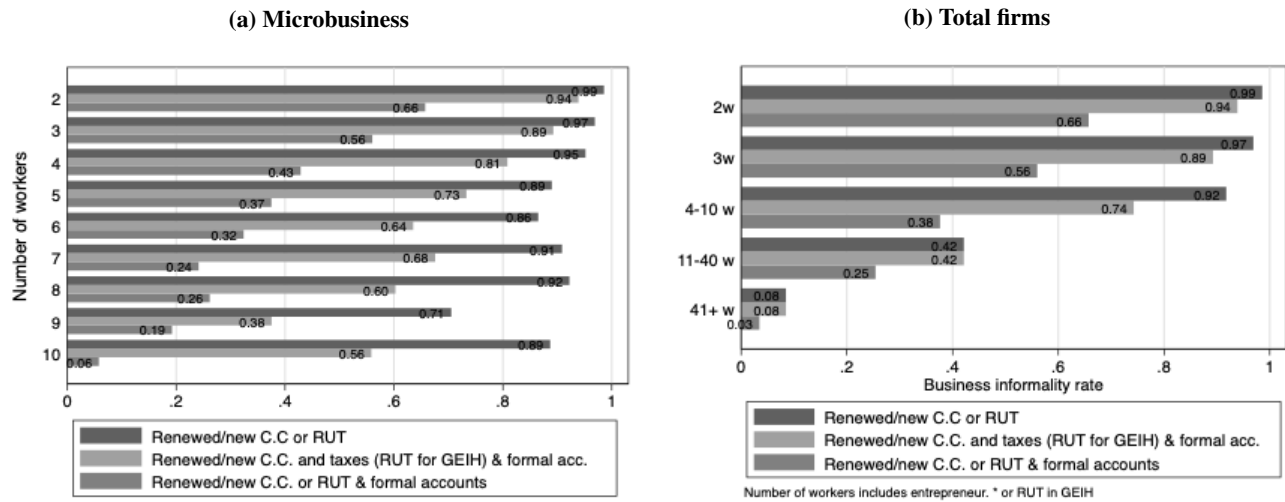 (a) Microbusiness
Number of workers
2
0.99
0.94
0.66
3
0.97
0.89
0.56
4
0.95
0.81
0.43
5
0.89
0.73
0.37
6
0.86
0.64
0.32
7
0.91
0.68
0.24
8
0.92
0.60
0.26
9
0.71
0.38
0.19
10
0.89
0.56
0.06
0 .2 .4 .6 .8 1
Renewed/new C.C or RUT
Renewed/new C.C. and taxes (RUT for GEIH) & formal acc.
Renewed/new C.C. or RUT & formal accounts
(b) Total firms
2w
0.99
0.94
0.66
3w
0.97
0.89
0.56
4-10 w
0.92
0.74
0.38
11-40 w
0.42
0.42
0.25
41+ w
0.08
0.08
0.03
0 .2 .4 .6 .8 1
Business informality rate
Renewed/new C.C or RUT
Renewed/new C.C. and taxes (RUT for GEIH) & formal acc.
Renewed/new C.C. or RUT & formal accounts
Number of workers includes entrepreneur. * or RUT in GEIH